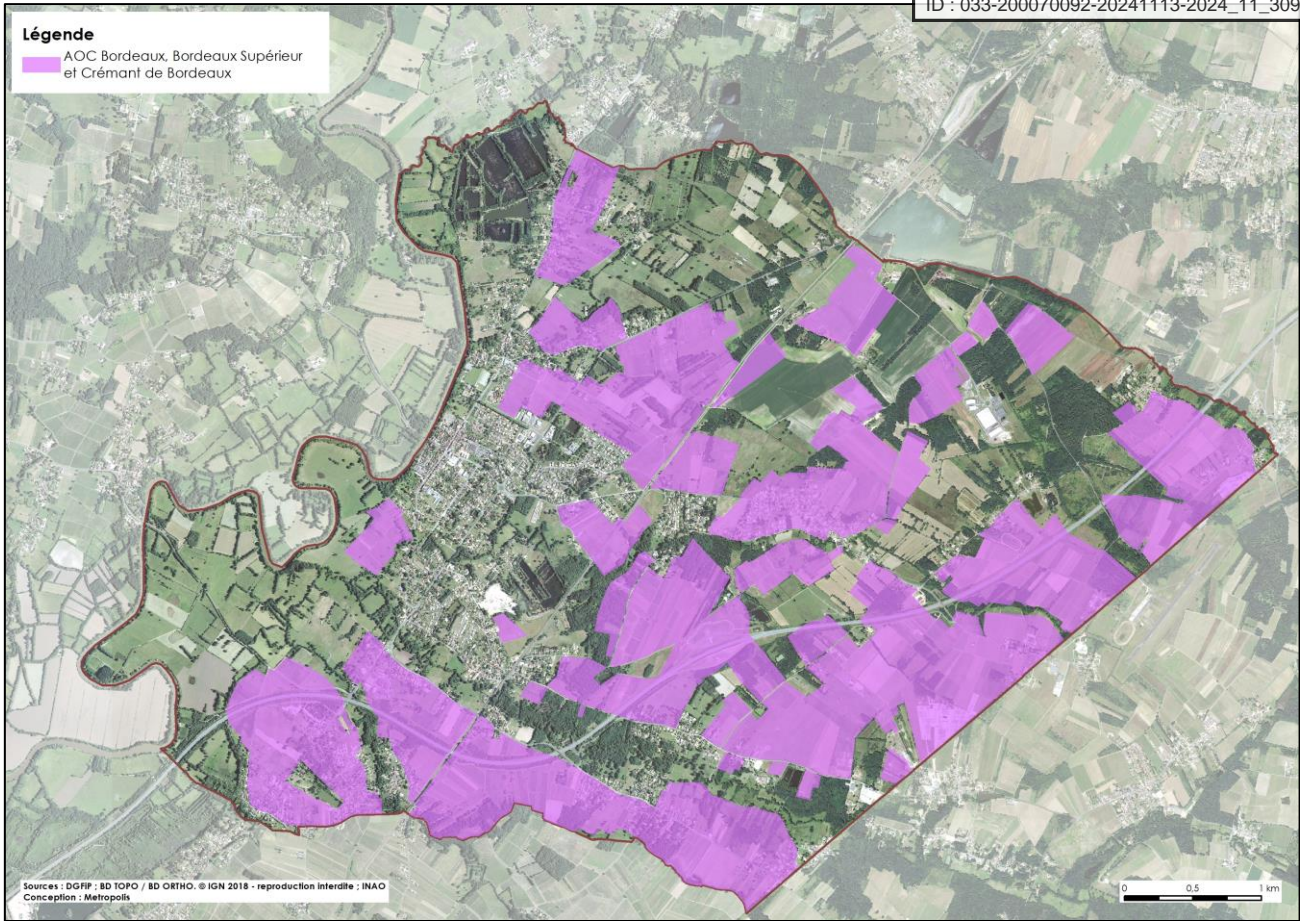 ID : 033-200070092-20241113-2024_11_309
Légende
AOC Bordeaux, Bordeaux Supérieur
et Crémant de Bordeaux
Sources : DGFiP ; BD TOPO / BD ORTHO. © IGN 2018 - reproduction interdite ; INAO
Conception : Metropolis
0 0,5 1 km